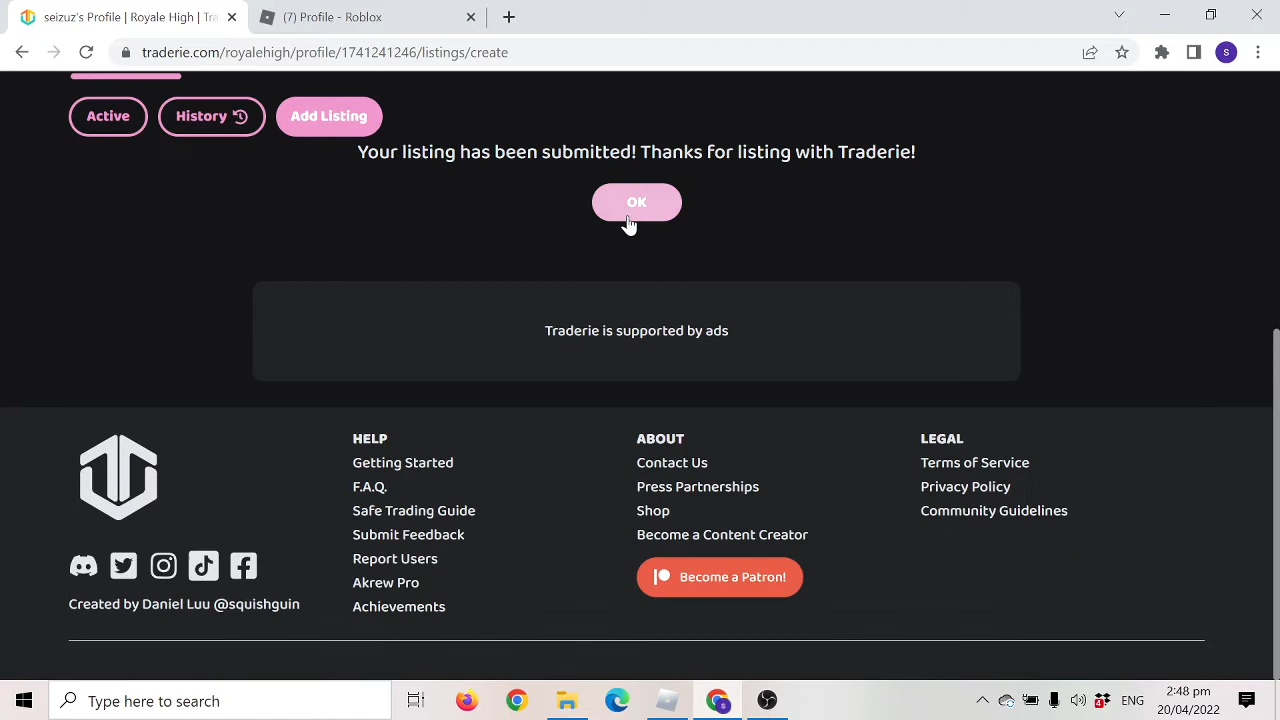 seizuz's Profile | Royale High | Tra
(7) Profile - Roblox
traderie.com/royalehigh/profile/1741241246/listings/create
S
Active
History
Add Listing
Your listing has been submitted! Thanks for listing with Traderie!
OK
Traderie is supported by ads
HELP
Getting Started
F.A.Q.
Safe Trading Guide
Submit Feedback
Report Users
Akrew Pro
Achievements
ABOUT
Contact Us
Press Partnerships
Shop
Become a Content Creator
Become a Patron!
LEGAL
Terms of Service
Privacy Policy
Community Guidelines
Created by Daniel Luu @squishguin
Type here to search
S
4
ENG
2:48 pm
20/04/2022